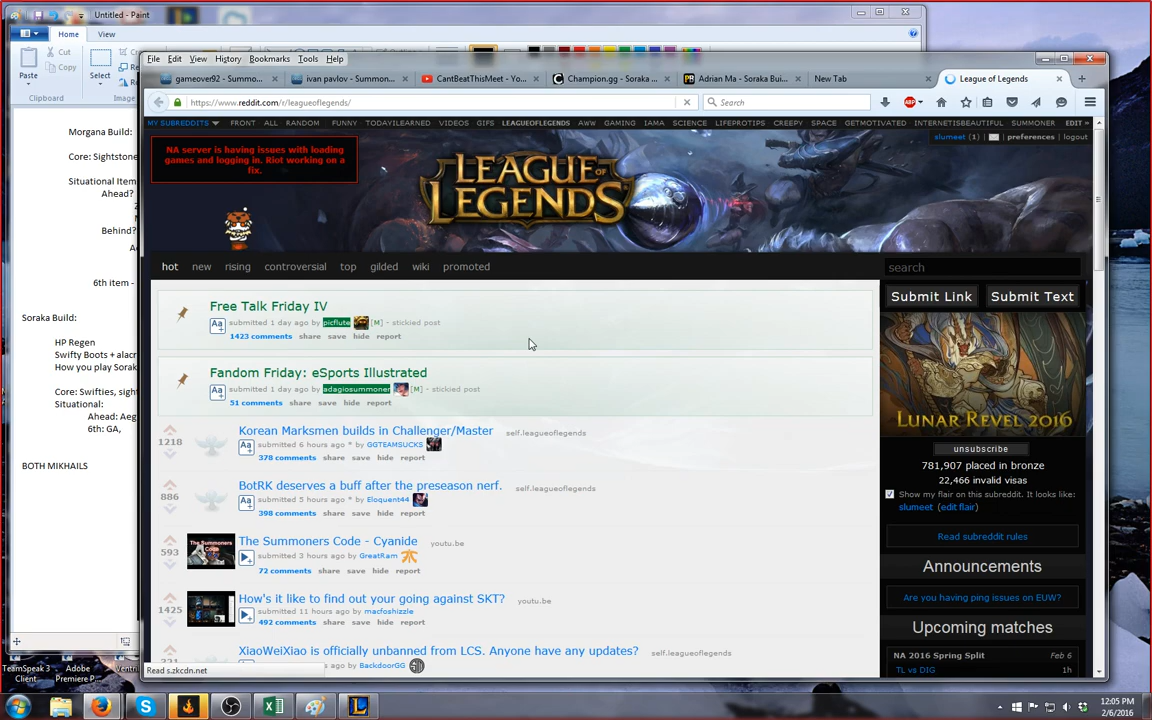 Untitled - Paint
Home View
Cut
Copy
Paste Select
Clipboard
File Edit View History Bookmarks Tools Help
gameover92 - Summo... ivan pavlov - Summon... CantBeatThisMeet - Yo... Champion.gg - Soraka ... Adrian Ma - Soraka Bui... New Tab League of Legends
https://www.reddit.com/r/leagueoflegends/ Search
MY SUBREDDITS FRONT ALL RANDOM FUNNY TODAYILEARNED VIDEOS GIFS LEAGUEOFLEGENDS AWW GAMING IAMA SCIENCE LIFEPROTIPS CREEPY SPACE GETMOTIVATED INTERNETISBEAUTIFUL SUMMONER EDIT »
slumeet (1) preferences logout
NA server is having issues with loading
games and logging in. Riot working on a
fix.
LEAGUE OF
LEGENDS
hot new rising controversial top gilded wiki promoted
search
Submit Link Submit Text
Free Talk Friday IV
submitted 1 day ago by picflute [M] - stickied post
1423 comments share save hide report
Fandom Friday: eSports Illustrated
submitted 1 day ago by adagiosummoner [M] - stickied post
51 comments share save hide report
1218
Korean Marksmen builds in Challenger/Master self.leagueoflegends
submitted 6 hours ago * by GGTEAMSUCKS
378 comments share save hide report
886
BotRK deserves a buff after the preseason nerf. self.leagueoflegends
submitted 5 hours ago * by Eloquent44
398 comments share save hide report
593
The Summoners Code - Cyanide youtu.be
submitted 3 hours ago by GreatRam
72 comments share save hide report
1425
How's it like to find out your going against SKT? youtu.be
submitted 11 hours ago by macfoshizzle
492 comments share save hide report
XiaoWeiXiao is officially unbanned from LCS. Anyone have any updates? self.leagueoflegends
ago by BackdoorGG
Read s.zkcdn.net
LUNAR REVEL 2016
unsubscribe
781,907 placed in bronze
22,466 invalid visas
Show my flair on this subreddit. It looks like:
slumeet (edit flair)
Read subreddit rules
Announcements
Are you having ping issues on EUW?
Upcoming matches
NA 2016 Spring Split Feb 6
TL vs DIG 1h
Morgana Build:
Core: Sightstone
Situational Item
Ahead?
Behind?
6th item -
Soraka Build:
HP Regen
Swifty Boots + alacr
How you play Sorak
Core: Swifties, sight
Situational:
Ahead: Aeg
6th: GA,
BOTH MIKHAILS
TeamSpeak 3
Client
Adobe
Premiere P...
Ventri
12:05 PM
2/6/2016